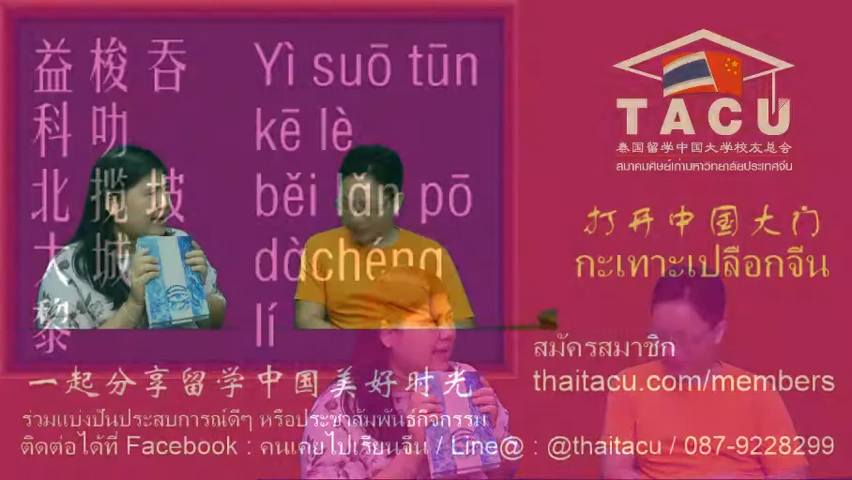 益梭吞 Yì suō tūn
科叻 kē lè
北揽坡 běi lǎn pō
大城 dàchéng
黎 lí
TACU
泰国留学中国大学校友总会
สมาคมศิษย์เก่ามหาวิทยาลัยประเทศจีน
打开中国大门
กะเทาะเปลือกจีน
สมัครสมาชิก
thaitacu.com/members
一起分享留学中国美好时光
ร่วมแบ่งปันประสบการณ์ดีๆ หรือประชาสัมพันธ์กิจกรรม
ติดต่อได้ที่ Facebook : คนเคยไปเรียนจีน / Line@ : @thaitacu / 087-9228299